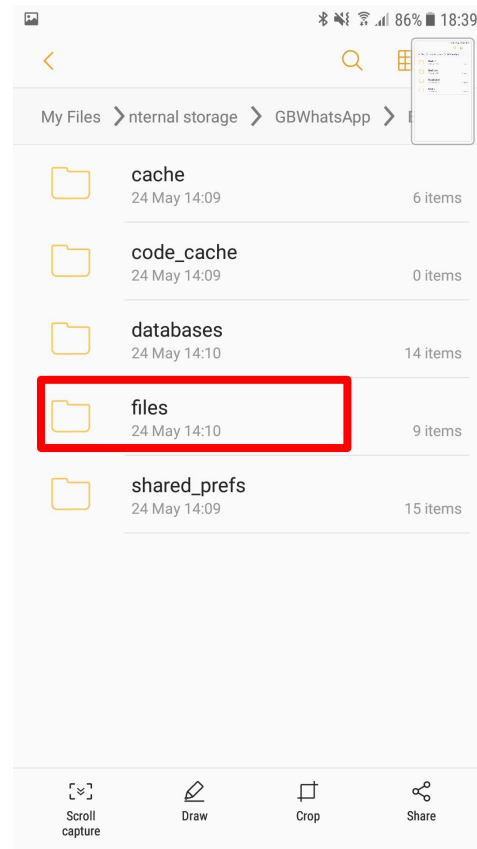 86% 18:39
My Files nternal storage GBWhatsApp
cache
24 May 14:09 6 items
code_cache
24 May 14:09 0 items
databases
24 May 14:10 14 items
files
24 May 14:10 9 items
shared_prefs
24 May 14:09 15 items
Scroll capture
Draw
Crop
Share